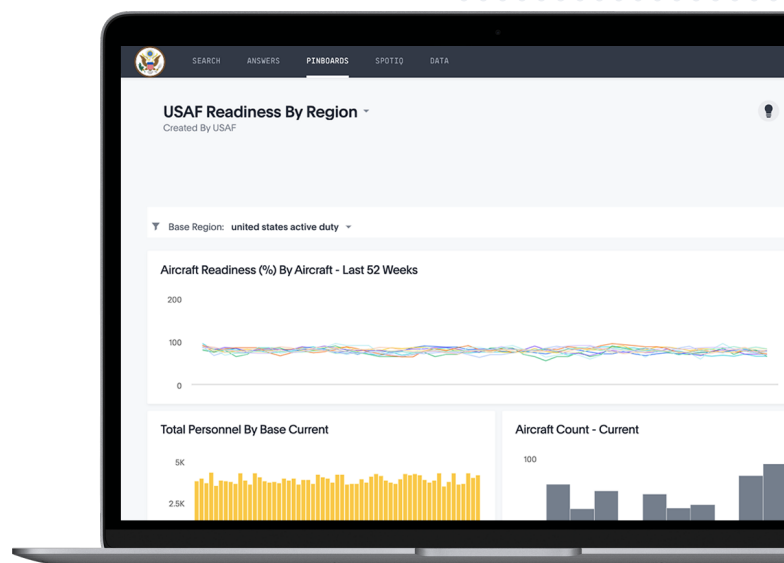 SEARCH ANSWERS PINBOARDS SPOTIQ DATA
USAF Readiness By Region
Created By USAF
Base Region: united states active duty
Aircraft Readiness (%) By Aircraft - Last 52 Weeks
200
100
0
Total Personnel By Base Current
Aircraft Count - Current
5K
100
2.5K